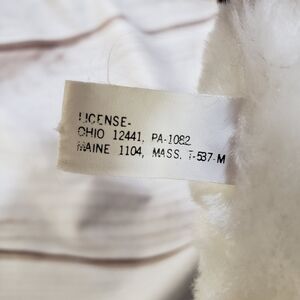 LICENSE-
OHIO 12441, PA-1082
MAINE 1104, MASS. T-537-M